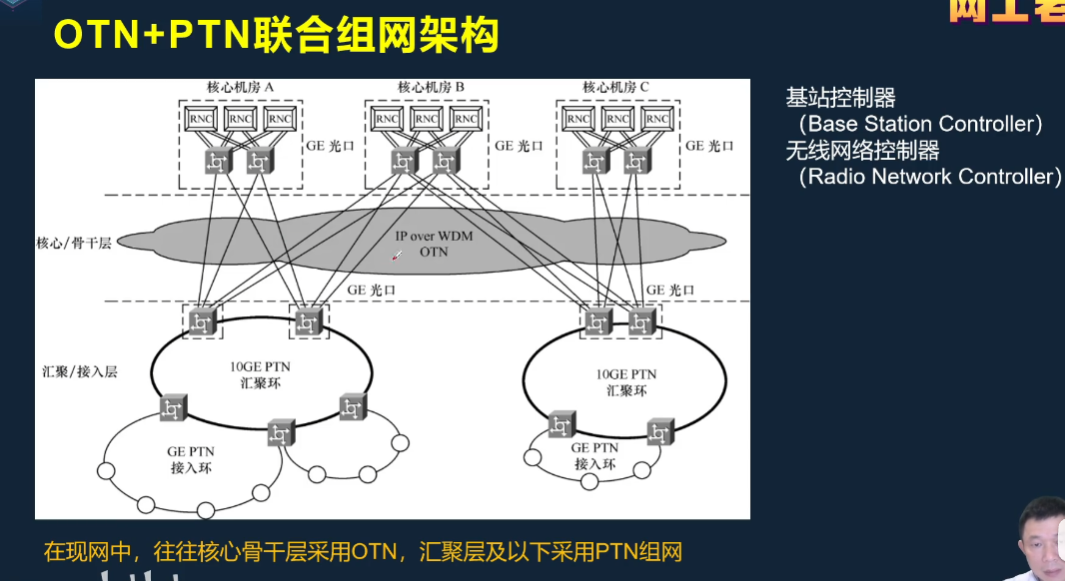 OTN+PTN联合组网架构
核心机房 A
核心机房 B
核心机房 C
RNC RNC RNC
RNC RNC RNC
RNC RNC RNC
GE 光口
GE 光口
GE 光口
基站控制器
（Base Station Controller）
无线网络控制器
（Radio Network Controller）
核心/骨干层
IP over WDM
OTN
GE 光口
GE 光口
汇聚/接入层
10GE PTN
汇聚环
10GE PTN
汇聚环
GE PTN
接入环
GE PTN
接入环
在现网中，往往核心骨干层采用OTN，汇聚层及以下采用PTN组网